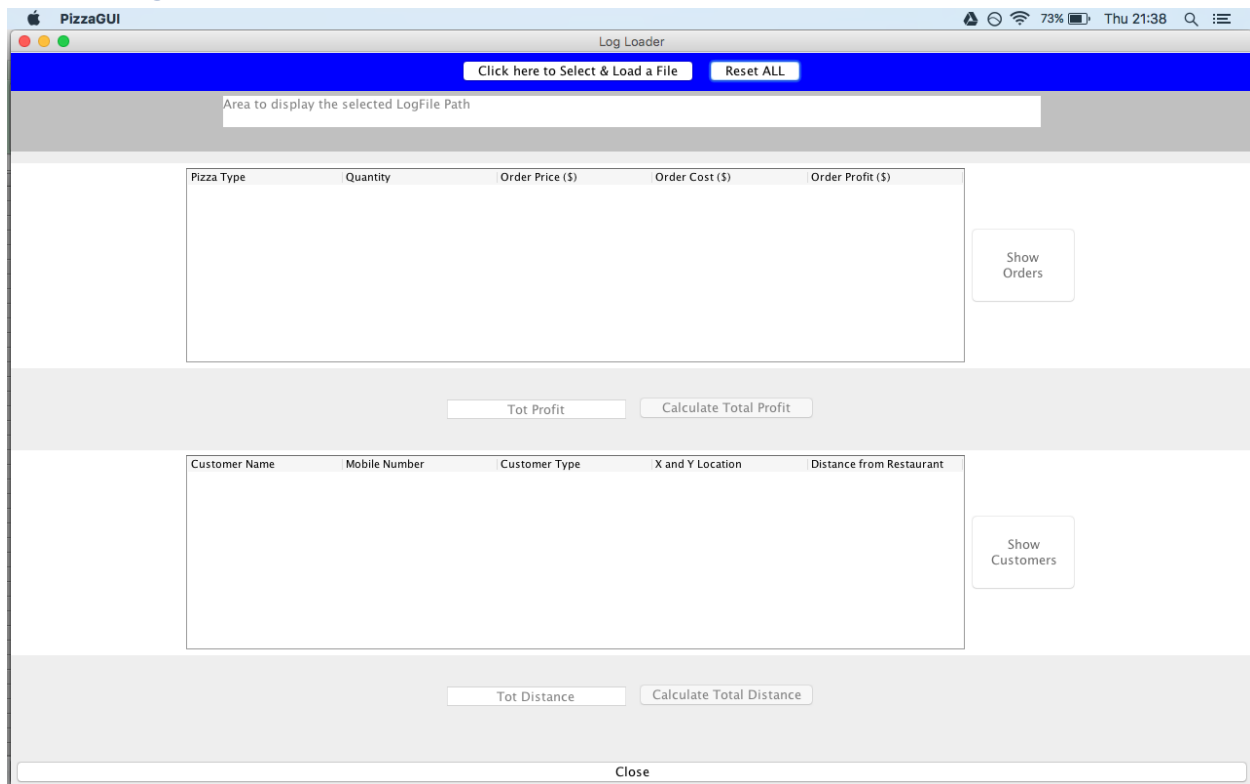 PizzaGUI 73% Thu 21:38
Log Loader
Click here to Select & Load a File Reset ALL
Area to display the selected LogFile Path
Pizza Type Quantity Order Price ($) Order Cost ($) Order Profit ($)
Show
Orders
Tot Profit Calculate Total Profit
Customer Name Mobile Number Customer Type X and Y Location Distance from Restaurant
Show
Customers
Tot Distance Calculate Total Distance
Close